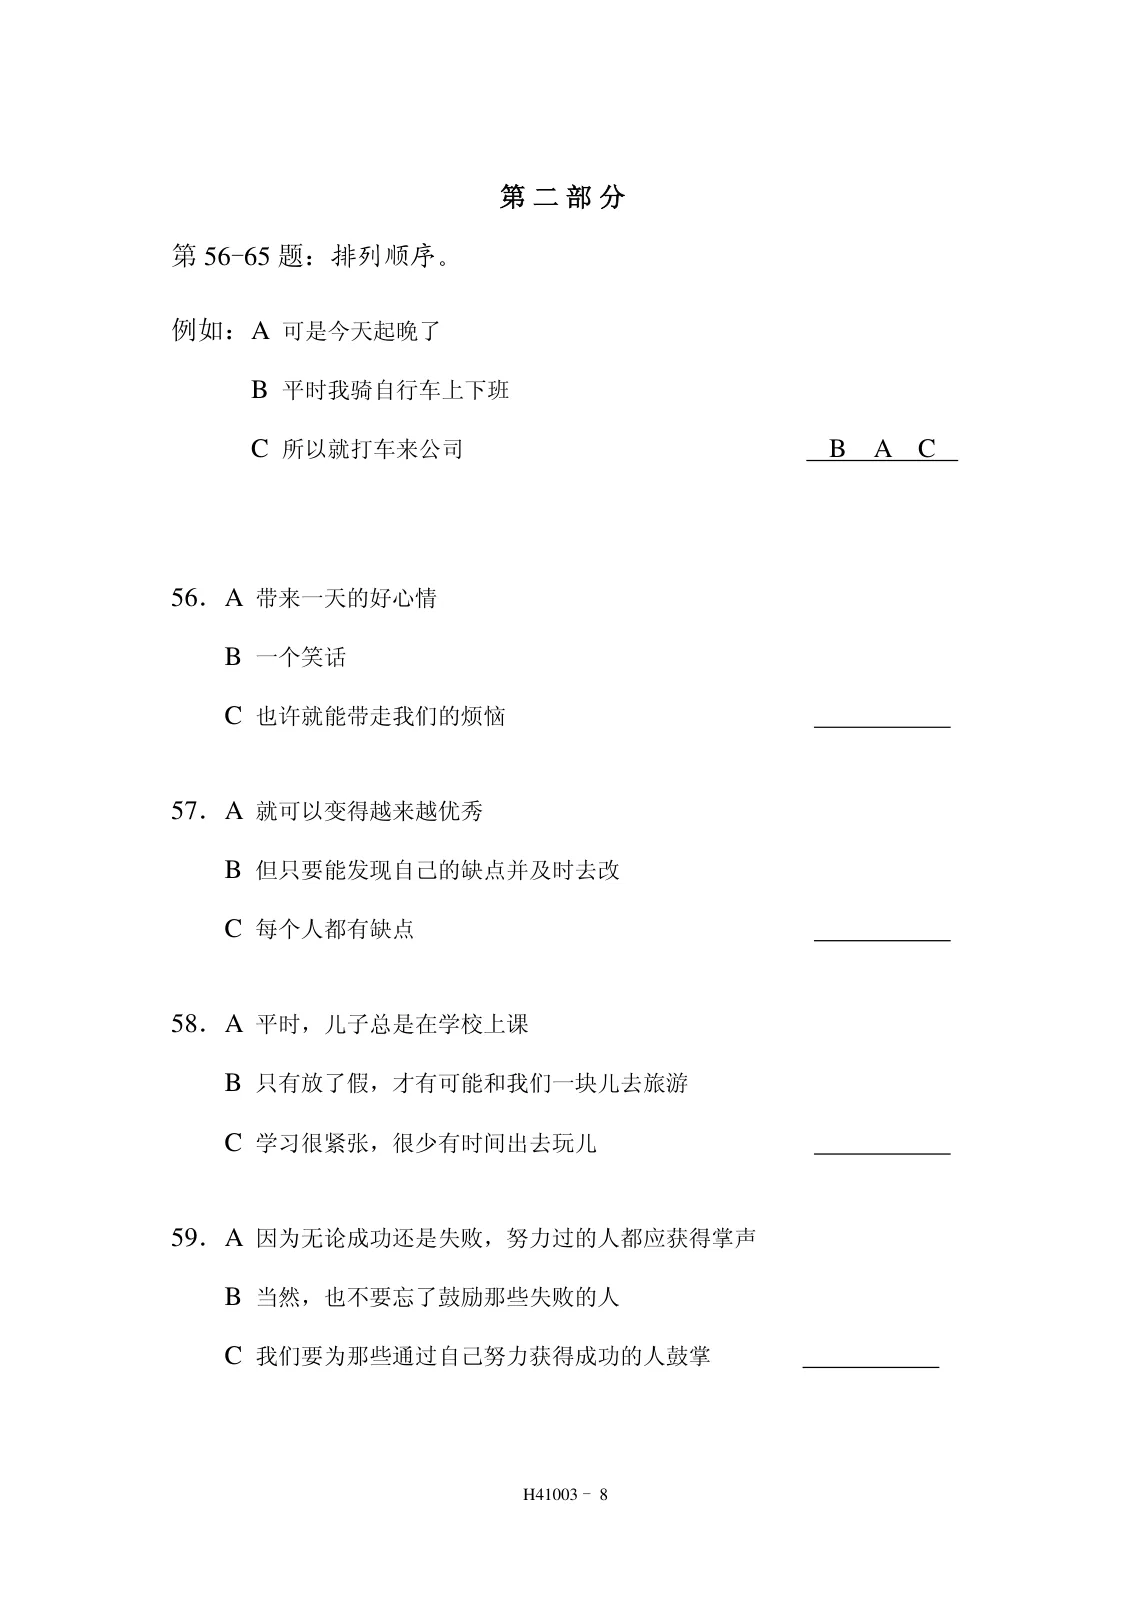 第二部分
第 56-65 题：排列顺序。
例如：A 可是今天起晚了
B 平时我骑自行车上下班
C 所以就打车来公司 B A C
56．A 带来一天的好心情
B 一个笑话
C 也许就能带走我们的烦恼
57．A 就可以变得越来越优秀
B 但只要能发现自己的缺点并及时去改
C 每个人都有缺点
58．A 平时，儿子总是在学校上课
B 只有放了假，才有可能和我们一块儿去旅游
C 学习很紧张，很少有时间出去玩儿
59．A 因为无论成功还是失败，努力过的人都应获得掌声
B 当然，也不要忘了鼓励那些失败的人
C 我们要为那些通过自己努力获得成功的人鼓掌
H41003 - 8